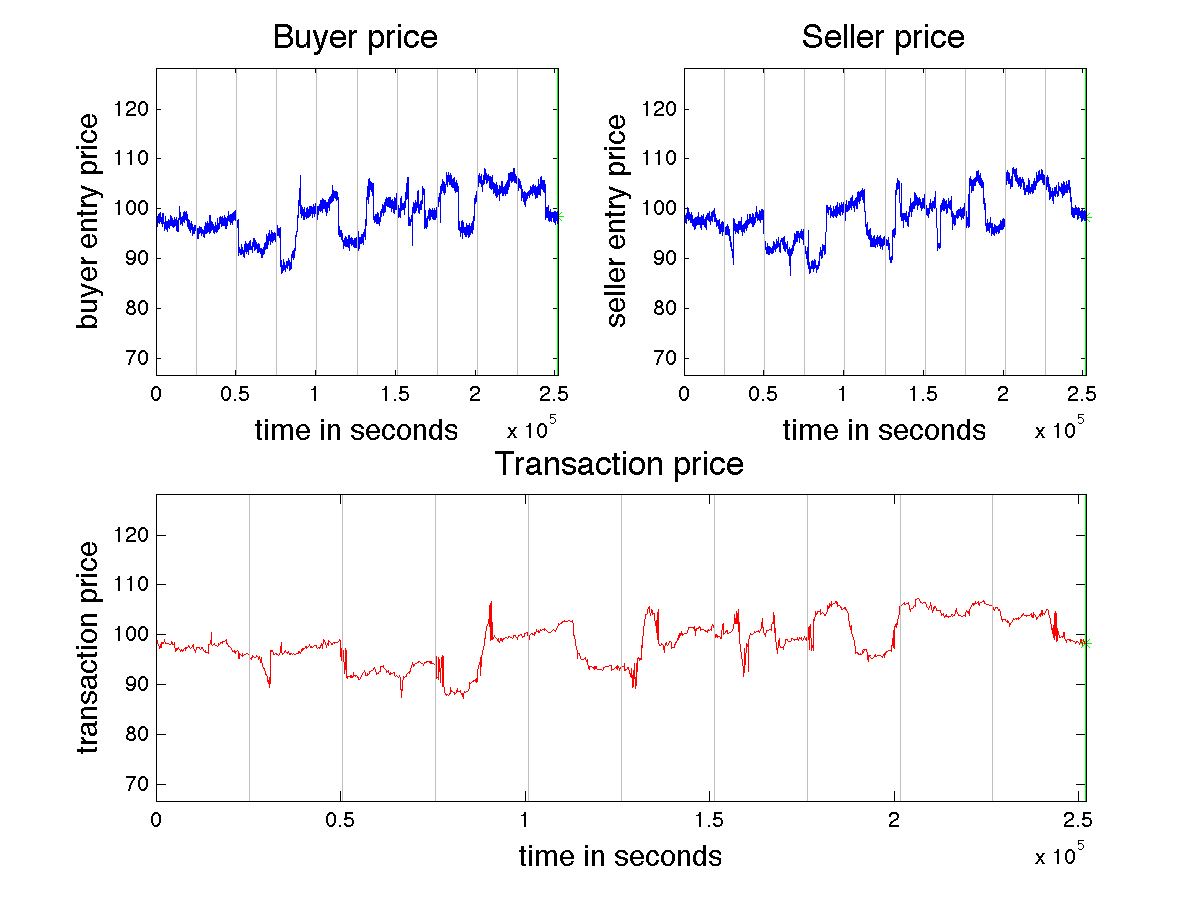 Buyer price
Seller price
buyer entry price
120
110
100
90
80
70
0 0.5 1 1.5 2 2.5
x 10^5
time in seconds
seller entry price
120
110
100
90
80
70
0 0.5 1 1.5 2 2.5
x 10^5
time in seconds
Transaction price
transaction price
120
110
100
90
80
70
0 0.5 1 1.5 2 2.5
x 10^5
time in seconds